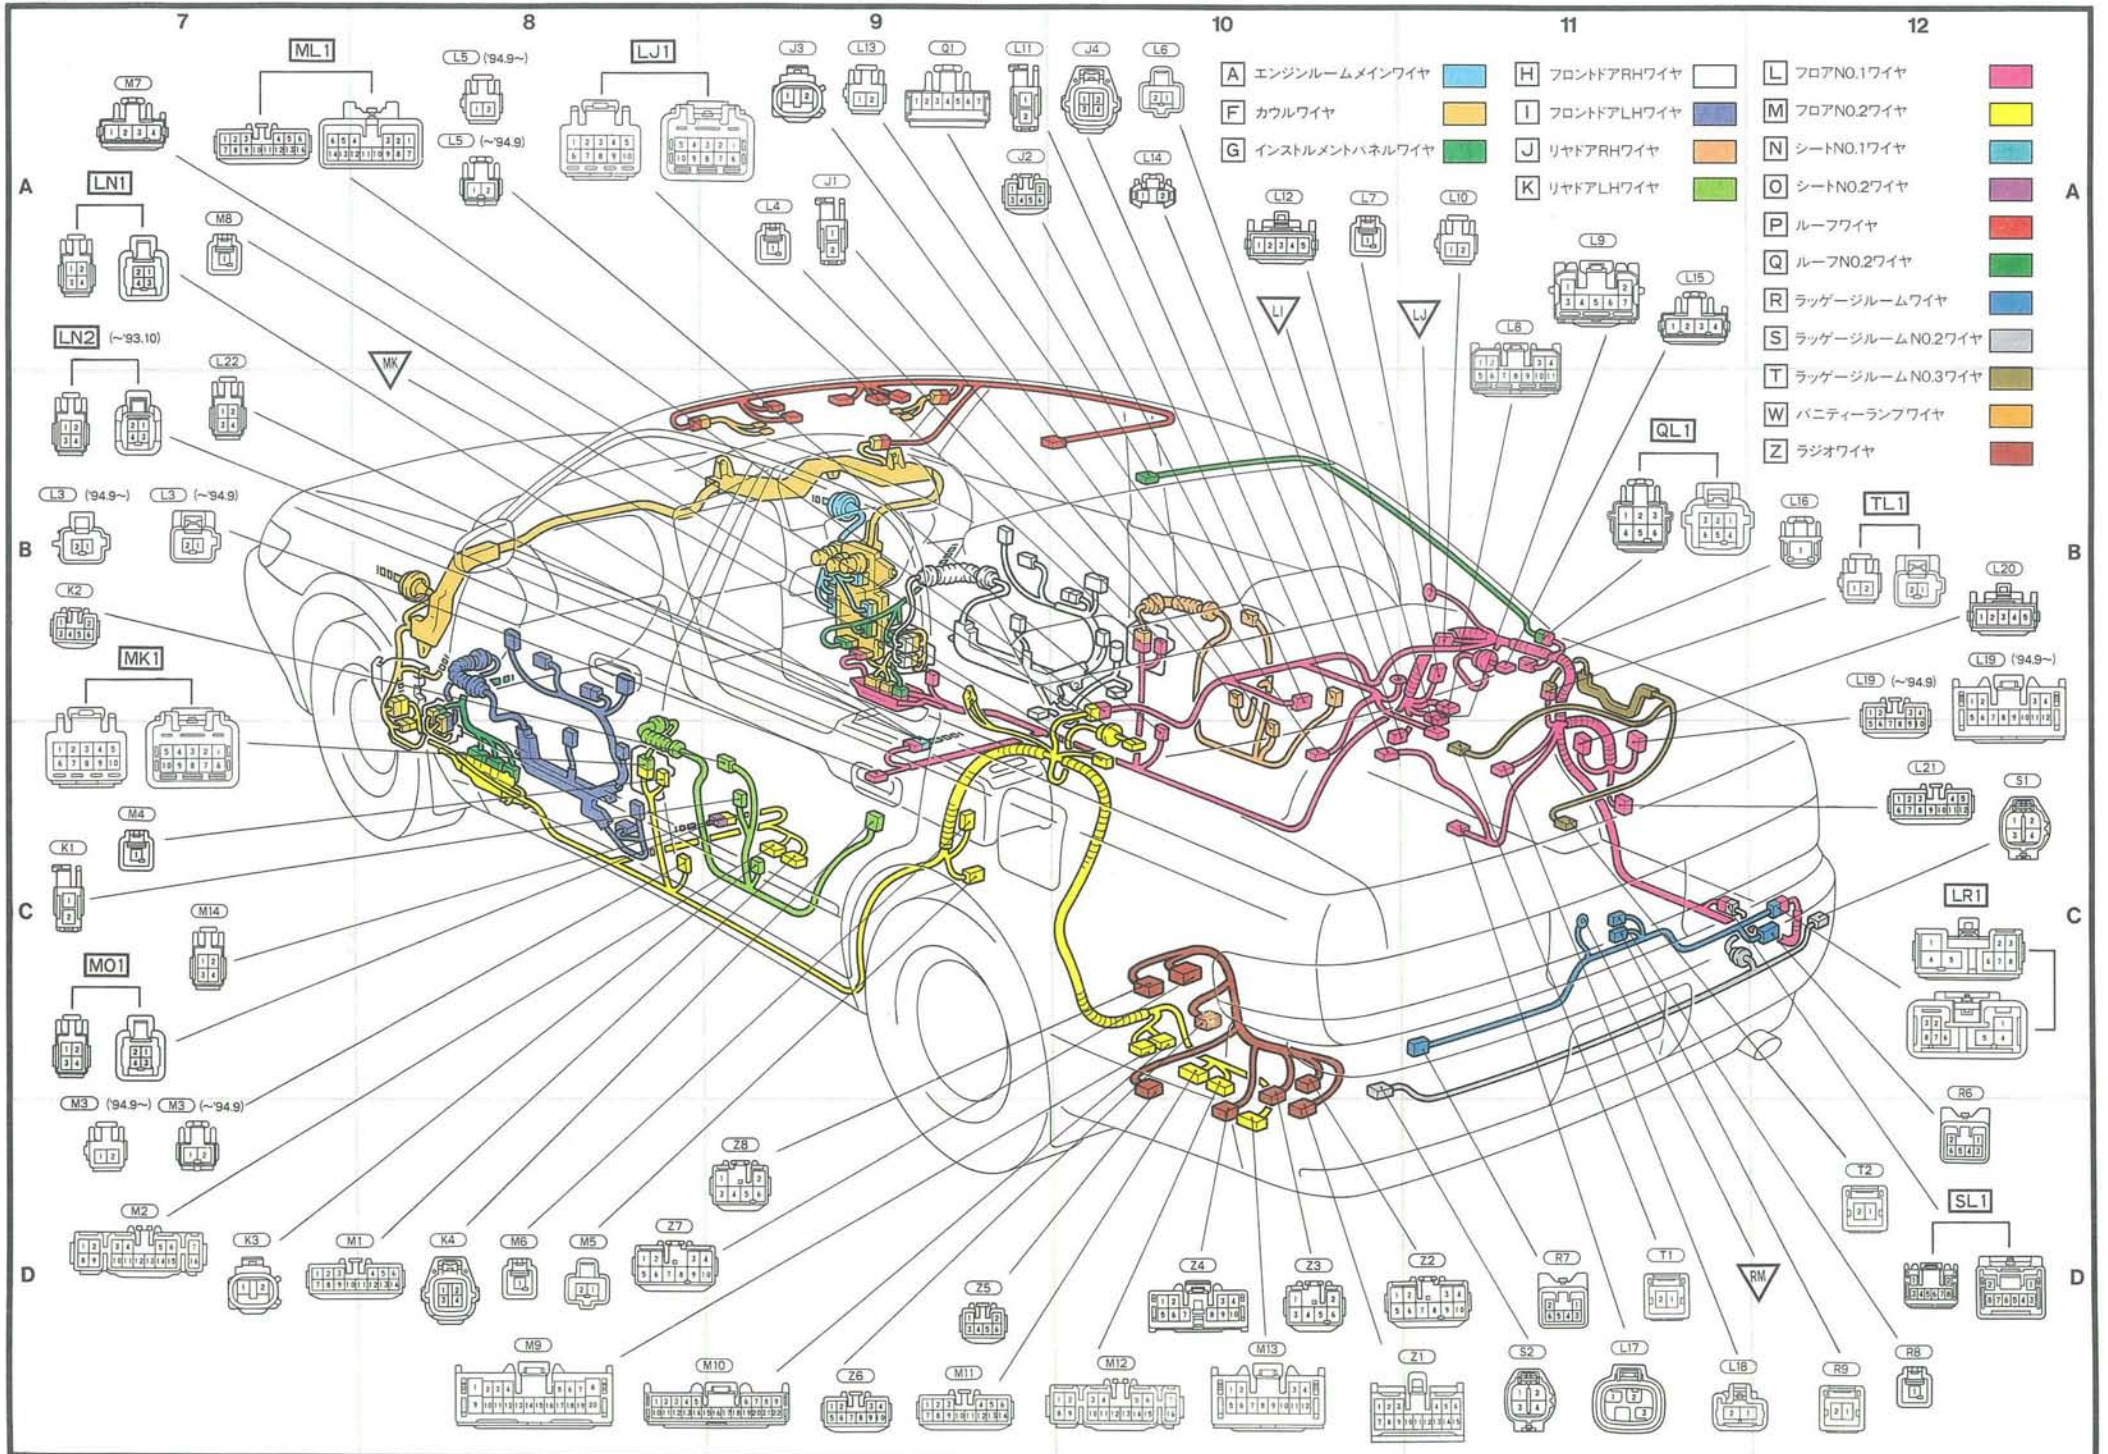 7 8 9 10 11 12
A
B
C
D
A
B
C
D
A エンジンルームメインワイヤ
F カウルワイヤ
G インストルメントパネルワイヤ
H フロントドアRHワイヤ
I フロントドアLHワイヤ
J リヤドアRHワイヤ
K リヤドアLHワイヤ
L フロアNO.1ワイヤ
M フロアNO.2ワイヤ
N シートNO.1ワイヤ
O シートNO.2ワイヤ
P ルーフワイヤ
Q ルーフNO.2ワイヤ
R ラッゲージルームワイヤ
S ラッゲージルームNO.2ワイヤ
T ラッゲージルームNO.3ワイヤ
W バニティーランプワイヤ
Z ラジオワイヤ
M7
ML1
L5 ('94.9~)
L5 (~'94.9)
LJ1
J3
L13
Q1
L11
J4
L6
J2
L14
L4
J1
L12
L7
L10
L9
L15
L8
LI
LJ
LN1
M8
LN2 (~'93.10)
L22
MK
L3 ('94.9~)
L3 (~'94.9)
K2
MK1
M4
K1
M14
MO1
M3 ('94.9~)
M3 (~'94.9)
M2
K3
M1
K4
M6
M5
Z8
Z7
M9
M10
Z6
Z5
M11
M12
Z4
M13
Z3
Z2
Z1
S2
R7
L17
T1
L18
RM
R9
R8
QL1
L16
TL1
L20
L19 ('94.9~)
L19 (~'94.9)
L21
S1
LR1
R6
T2
SL1